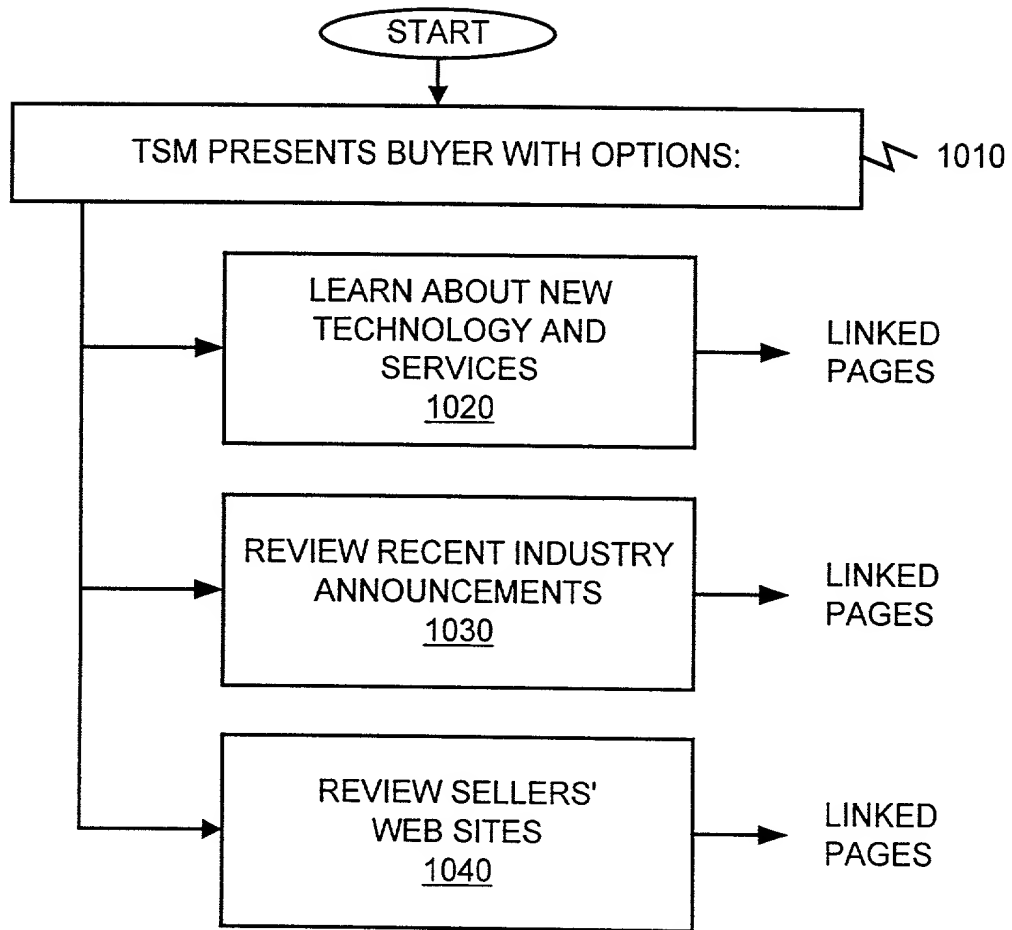 START
TSM PRESENTS BUYER WITH OPTIONS:
1010
LEARN ABOUT NEW
TECHNOLOGY AND
SERVICES
1020
LINKED
PAGES
REVIEW RECENT INDUSTRY
ANNOUNCEMENTS
1030
LINKED
PAGES
REVIEW SELLERS'
WEB SITES
1040
LINKED
PAGES